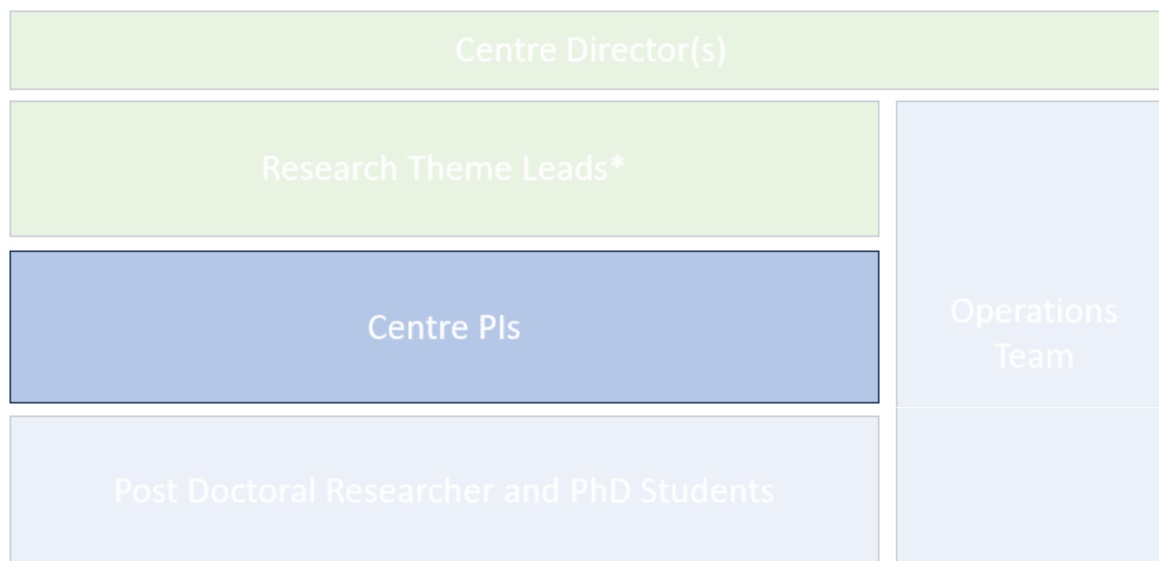 Centre Director(s)
Research Theme Leads*
Centre PIs
Operations
Team
Post Doctoral Researcher and PhD Students